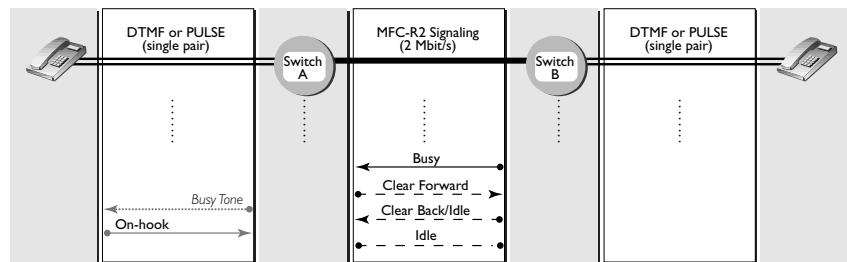 DTMF or PULSE
(single pair)
MFC-R2 Signaling
(2 Mbit/s)
DTMF or PULSE
(single pair)
Switch
A
Switch
B
Busy
Clear Forward
Busy Tone
Clear Back/Idle
On-hook
Idle